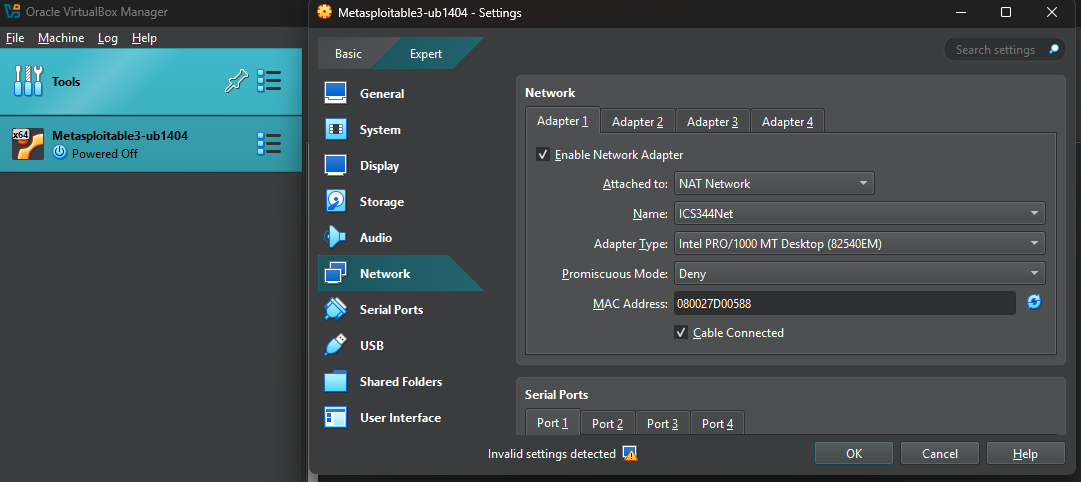 Oracle VirtualBox Manager
File Machine Log Help
Tools
x64
Metasploitable3-ub1404
Powered Off
Metasploitable3-ub1404 - Settings
Basic Expert
Search settings
General
System
Display
Storage
Audio
Network
Serial Ports
USB
Shared Folders
User Interface
Network
Adapter 1 Adapter 2 Adapter 3 Adapter 4
Enable Network Adapter
Attached to: NAT Network
Name: ICS344Net
Adapter Type: Intel PRO/1000 MT Desktop (82540EM)
Promiscuous Mode: Deny
MAC Address: 080027D00588
Cable Connected
Serial Ports
Port 1 Port 2 Port 3 Port 4
Invalid settings detected
OK Cancel Help